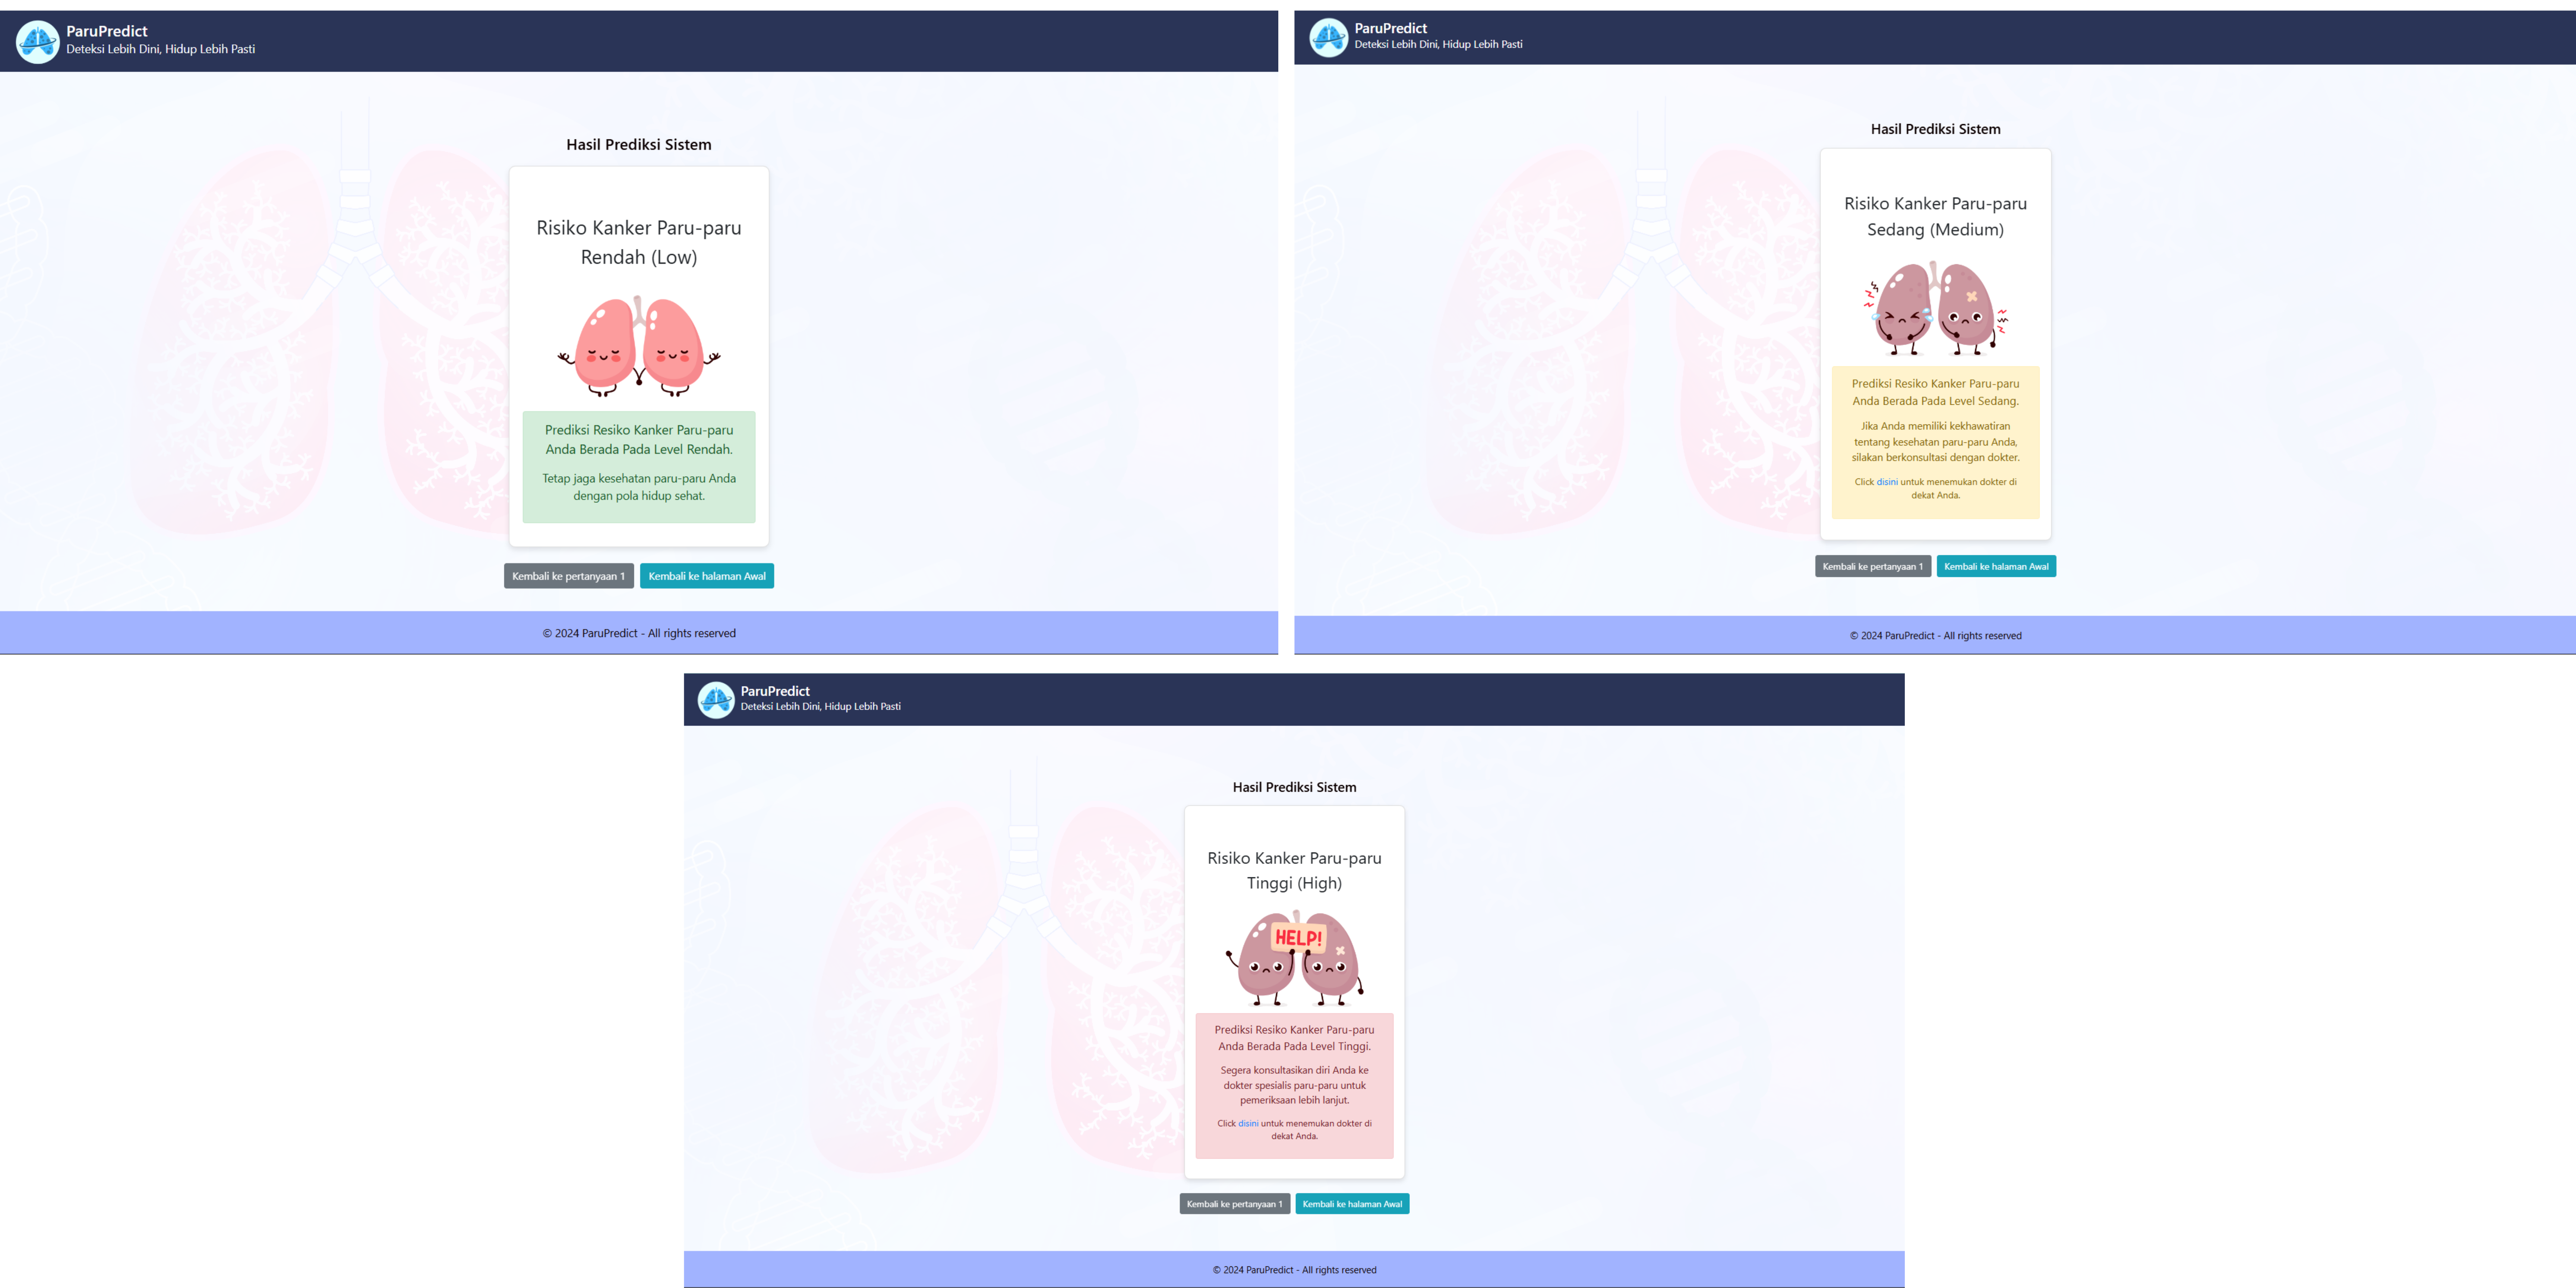 ParuPredict
Deteksi Lebih Dini, Hidup Lebih Pasti
Hasil Prediksi Sistem
Risiko Kanker Paru-paru
Rendah (Low)
Prediksi Resiko Kanker Paru-paru
Anda Berada Pada Level Rendah.
Tetap jaga kesehatan paru-paru Anda
dengan pola hidup sehat.
Kembali ke pertanyaan 1
Kembali ke halaman Awal
© 2024 ParuPredict - All rights reserved
ParuPredict
Deteksi Lebih Dini, Hidup Lebih Pasti
Hasil Prediksi Sistem
Risiko Kanker Paru-paru
Sedang (Medium)
Prediksi Resiko Kanker Paru-paru
Anda Berada Pada Level Sedang.
Jika Anda memiliki kekhawatiran
tentang kesehatan paru-paru Anda,
silakan berkonsultasi dengan dokter.
Click disini untuk menemukan dokter di
dekat Anda.
Kembali ke pertanyaan 1
Kembali ke halaman Awal
© 2024 ParuPredict - All rights reserved
ParuPredict
Deteksi Lebih Dini, Hidup Lebih Pasti
Hasil Prediksi Sistem
Risiko Kanker Paru-paru
Tinggi (High)
HELP!
Prediksi Resiko Kanker Paru-paru
Anda Berada Pada Level Tinggi.
Segera konsultasikan diri Anda ke
dokter spesialis paru-paru untuk
pemeriksaan lebih lanjut.
Click disini untuk menemukan dokter di
dekat Anda.
Kembali ke pertanyaan 1
Kembali ke halaman Awal
© 2024 ParuPredict - All rights reserved